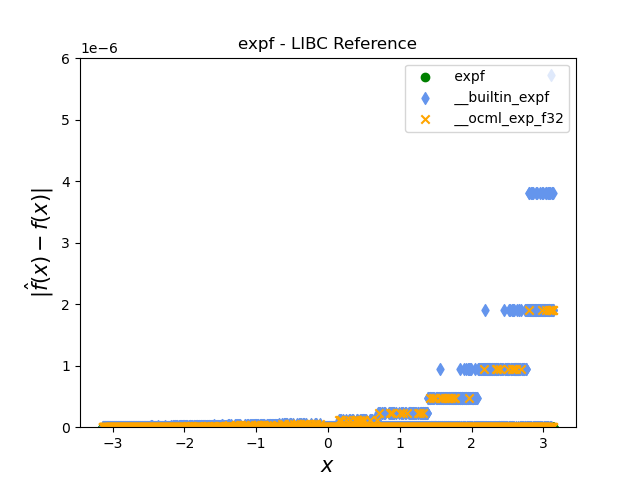 expf - LIBC Reference
1e−6
6
5
4
3
2
1
0
|f̂(x) − f(x)|
expf
__builtin_expf
__ocml_exp_f32
−3
−2
−1
0
1
2
3
x